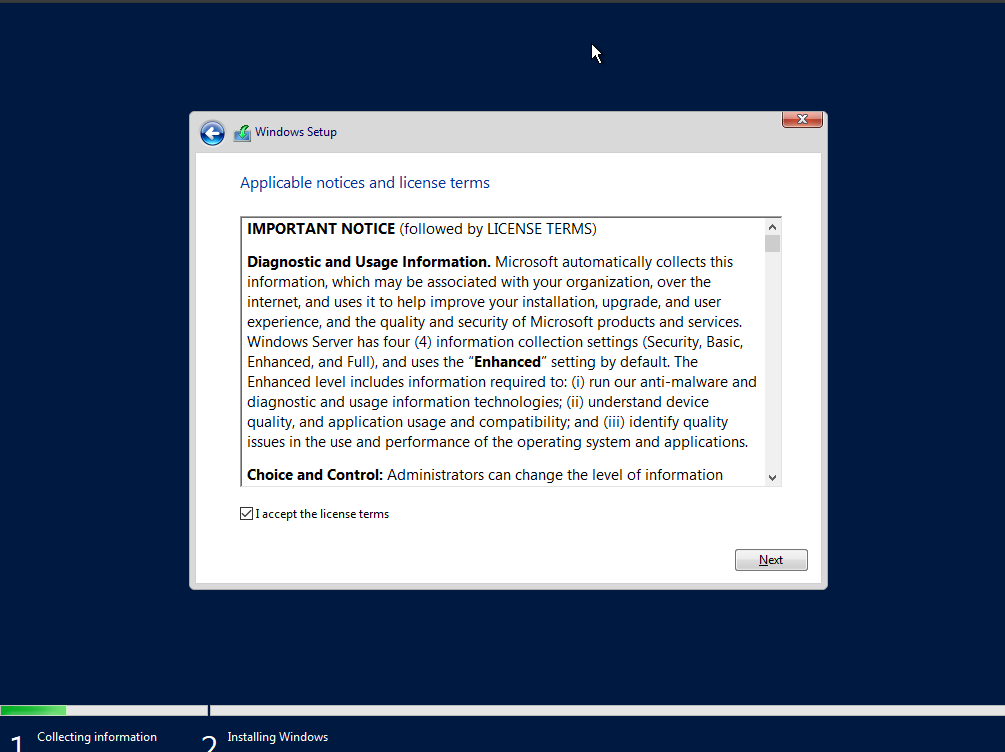 Windows Setup
Applicable notices and license terms
IMPORTANT NOTICE (followed by LICENSE TERMS)
Diagnostic and Usage Information. Microsoft automatically collects this
information, which may be associated with your organization, over the
internet, and uses it to help improve your installation, upgrade, and user
experience, and the quality and security of Microsoft products and services.
Windows Server has four (4) information collection settings (Security, Basic,
Enhanced, and Full), and uses the “Enhanced” setting by default. The
Enhanced level includes information required to: (i) run our anti-malware and
diagnostic and usage information technologies; (ii) understand device
quality, and application usage and compatibility; and (iii) identify quality
issues in the use and performance of the operating system and applications.
Choice and Control: Administrators can change the level of information
I accept the license terms
Next
1 Collecting information
2 Installing Windows